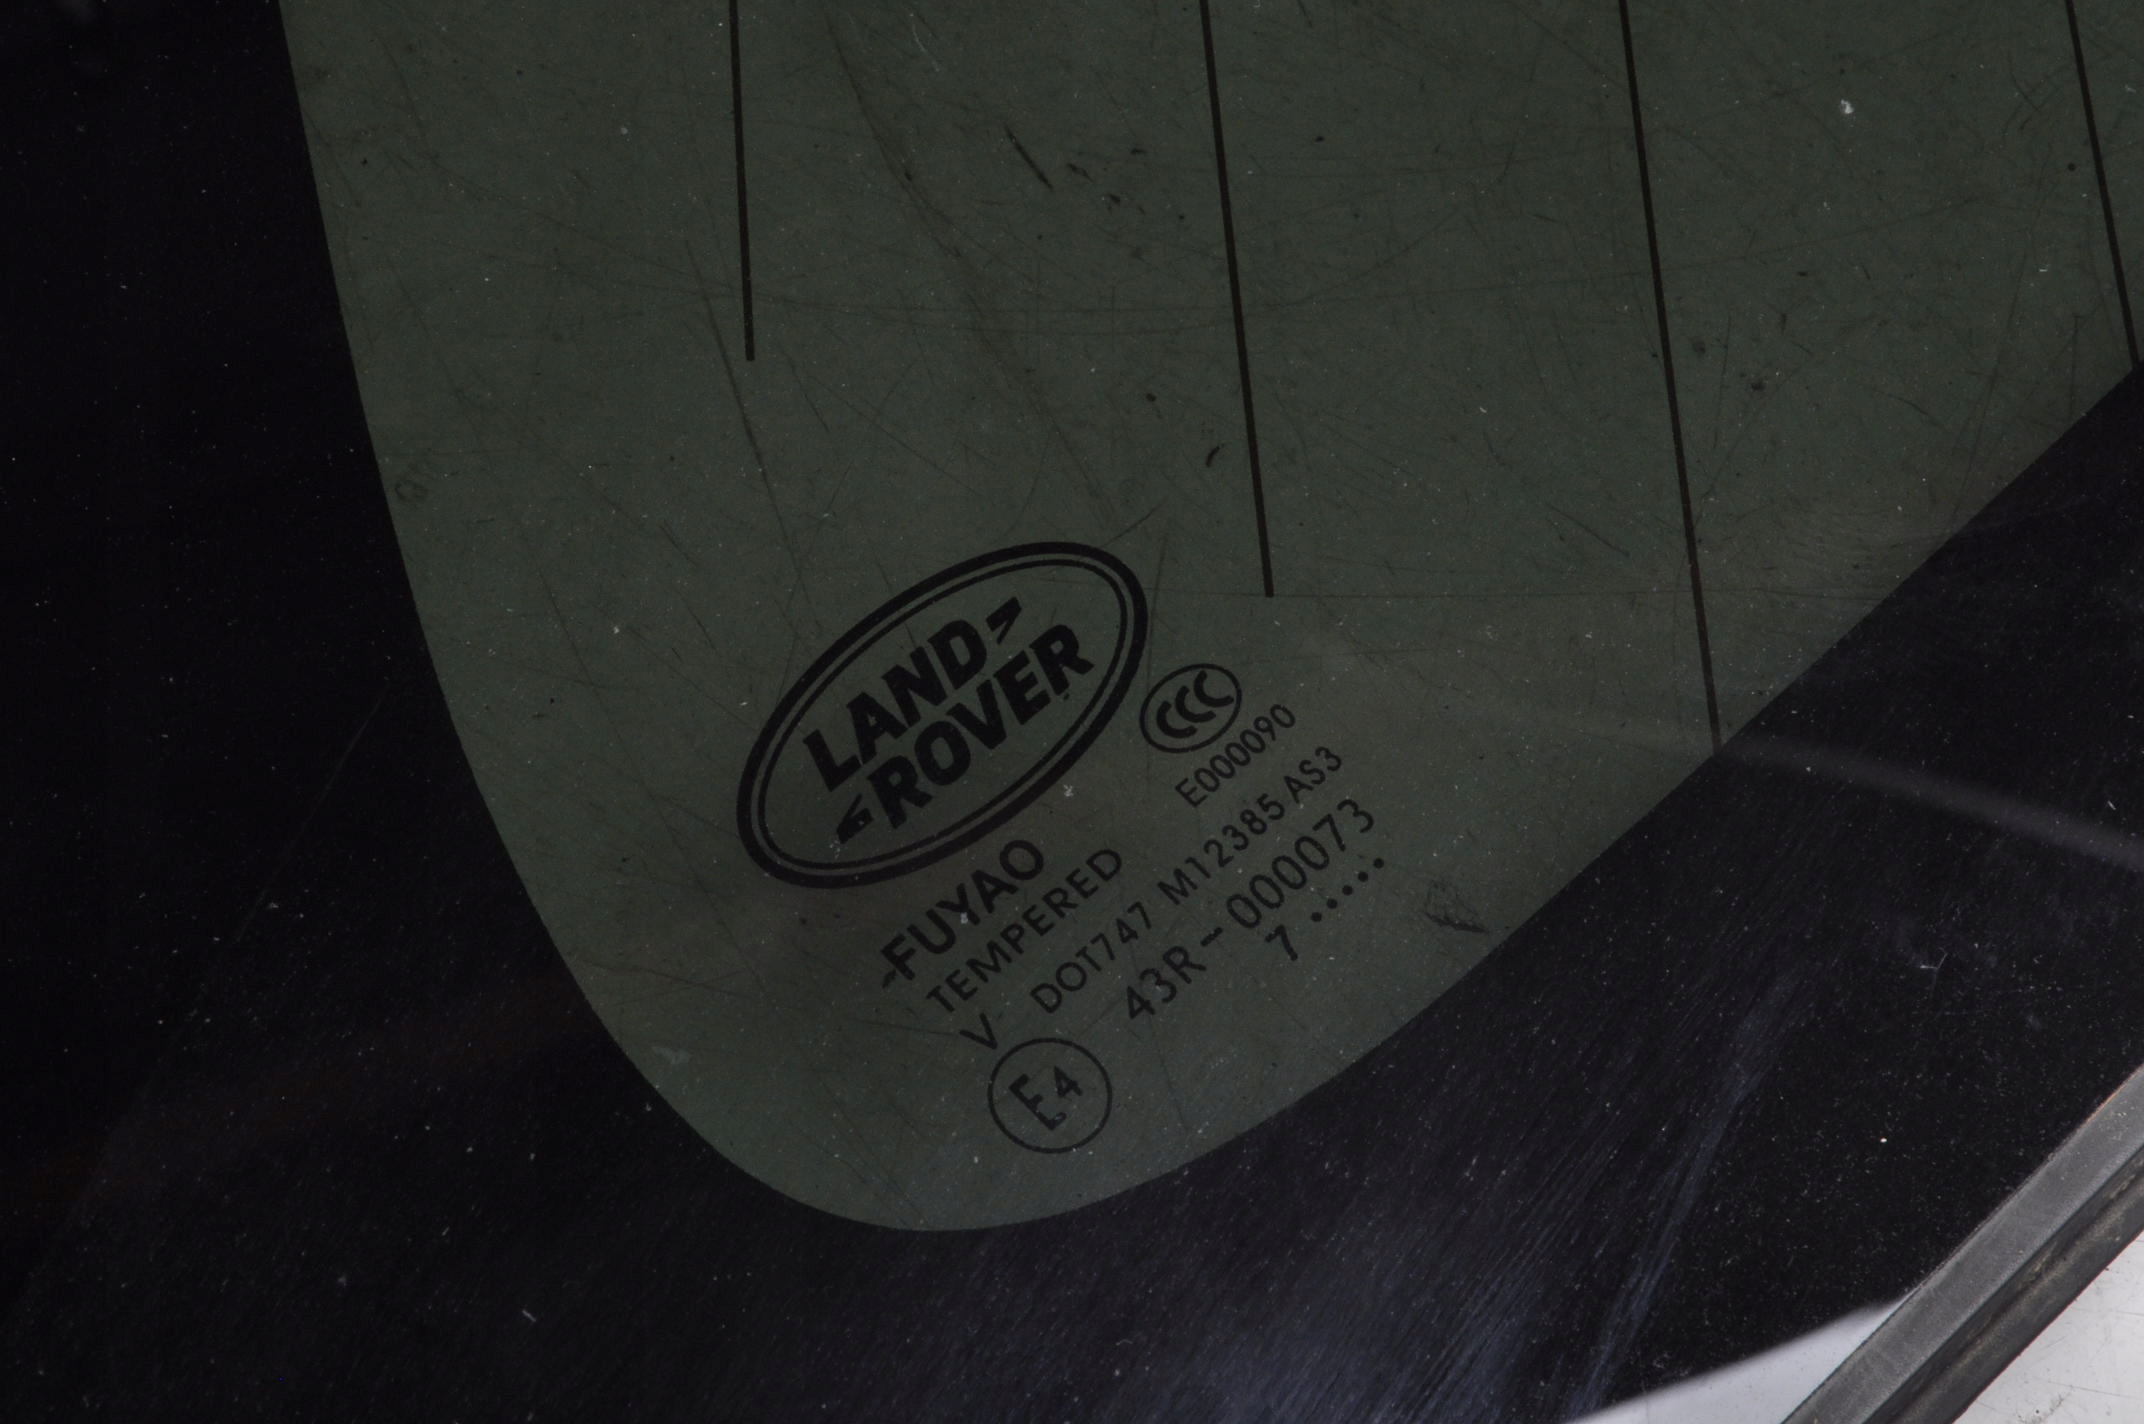 LAND
ROVER
CCC
E000090
FUYAO
TEMPERED
V DOT747 M12385 AS3
E4
43R-000073
7 .....